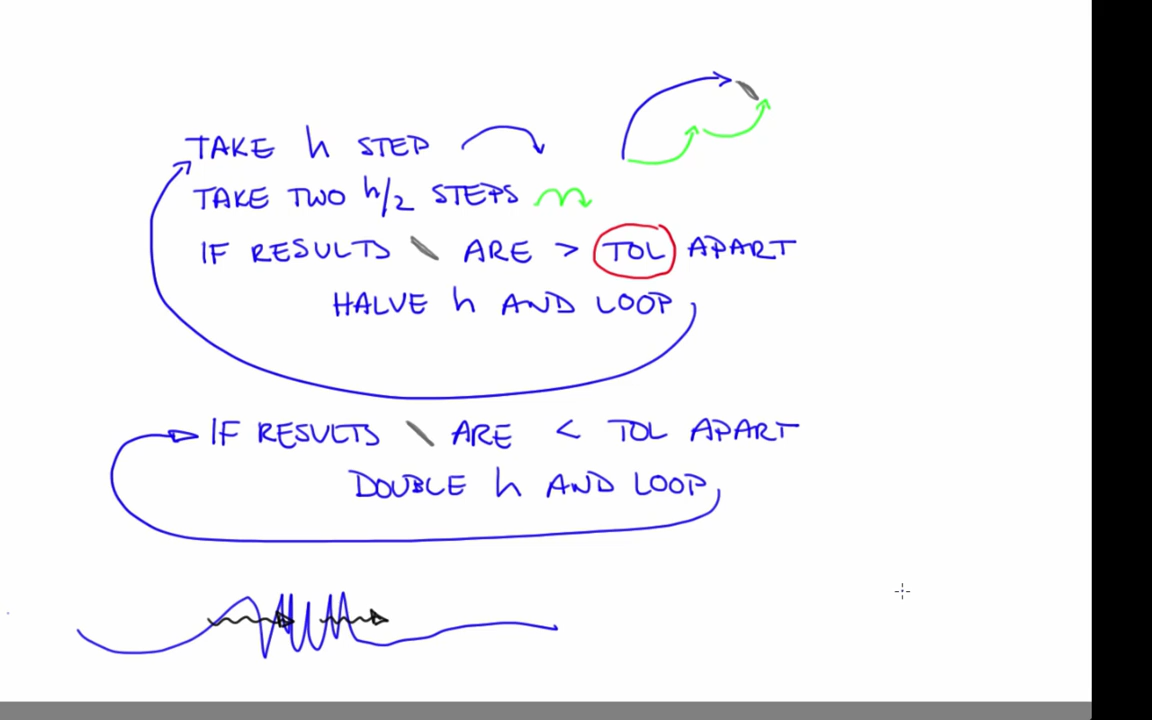 TAKE h STEP
TAKE TWO h/2 STEPS
IF RESULTS ARE > TOL APART
HALVE h AND LOOP
IF RESULTS ARE < TOL APART
DOUBLE h AND LOOP